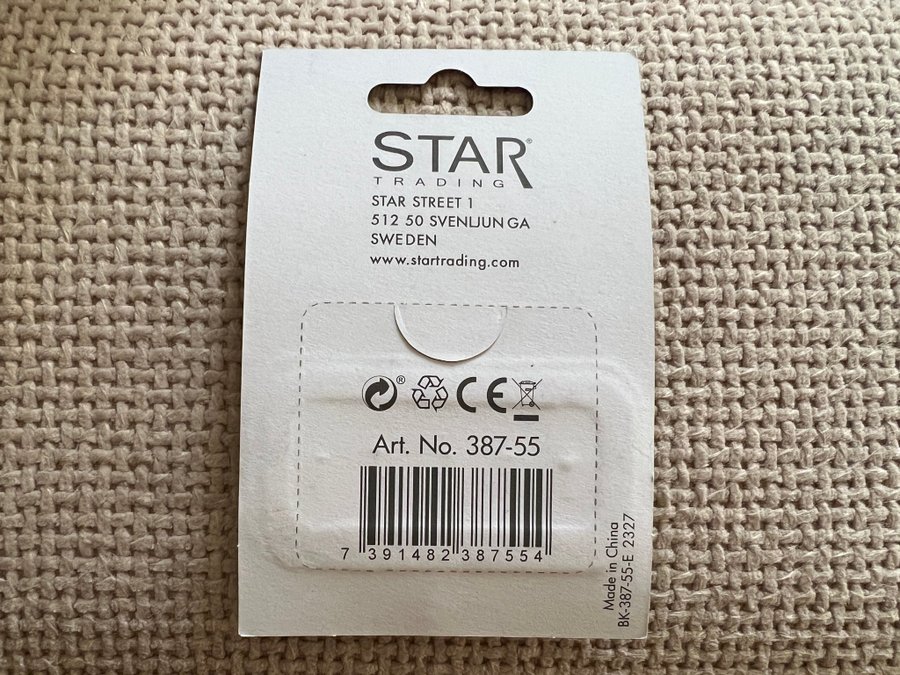 STAR®
TRADING
STAR STREET 1
512 50 SVENLJUNGA
SWEDEN
www.startrading.com
®
CE
Art. No. 387-55
7 391482 387554
Made in China
BK-387-55-E 2327